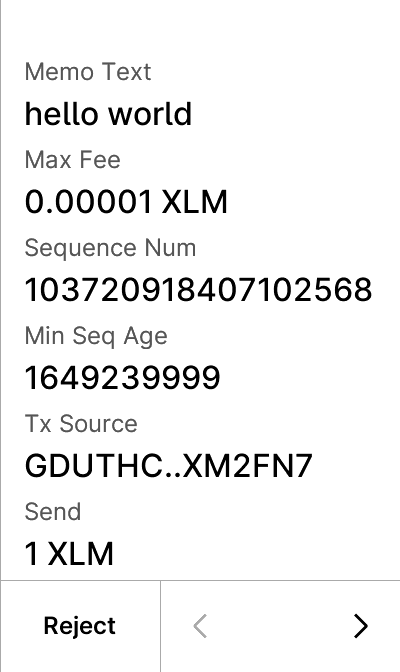 Memo Text
hello world
Max Fee
0.00001 XLM
Sequence Num
103720918407102568
Min Seq Age
1649239999
Tx Source
GDUTHC..XM2FN7
Send
1 XLM
Reject